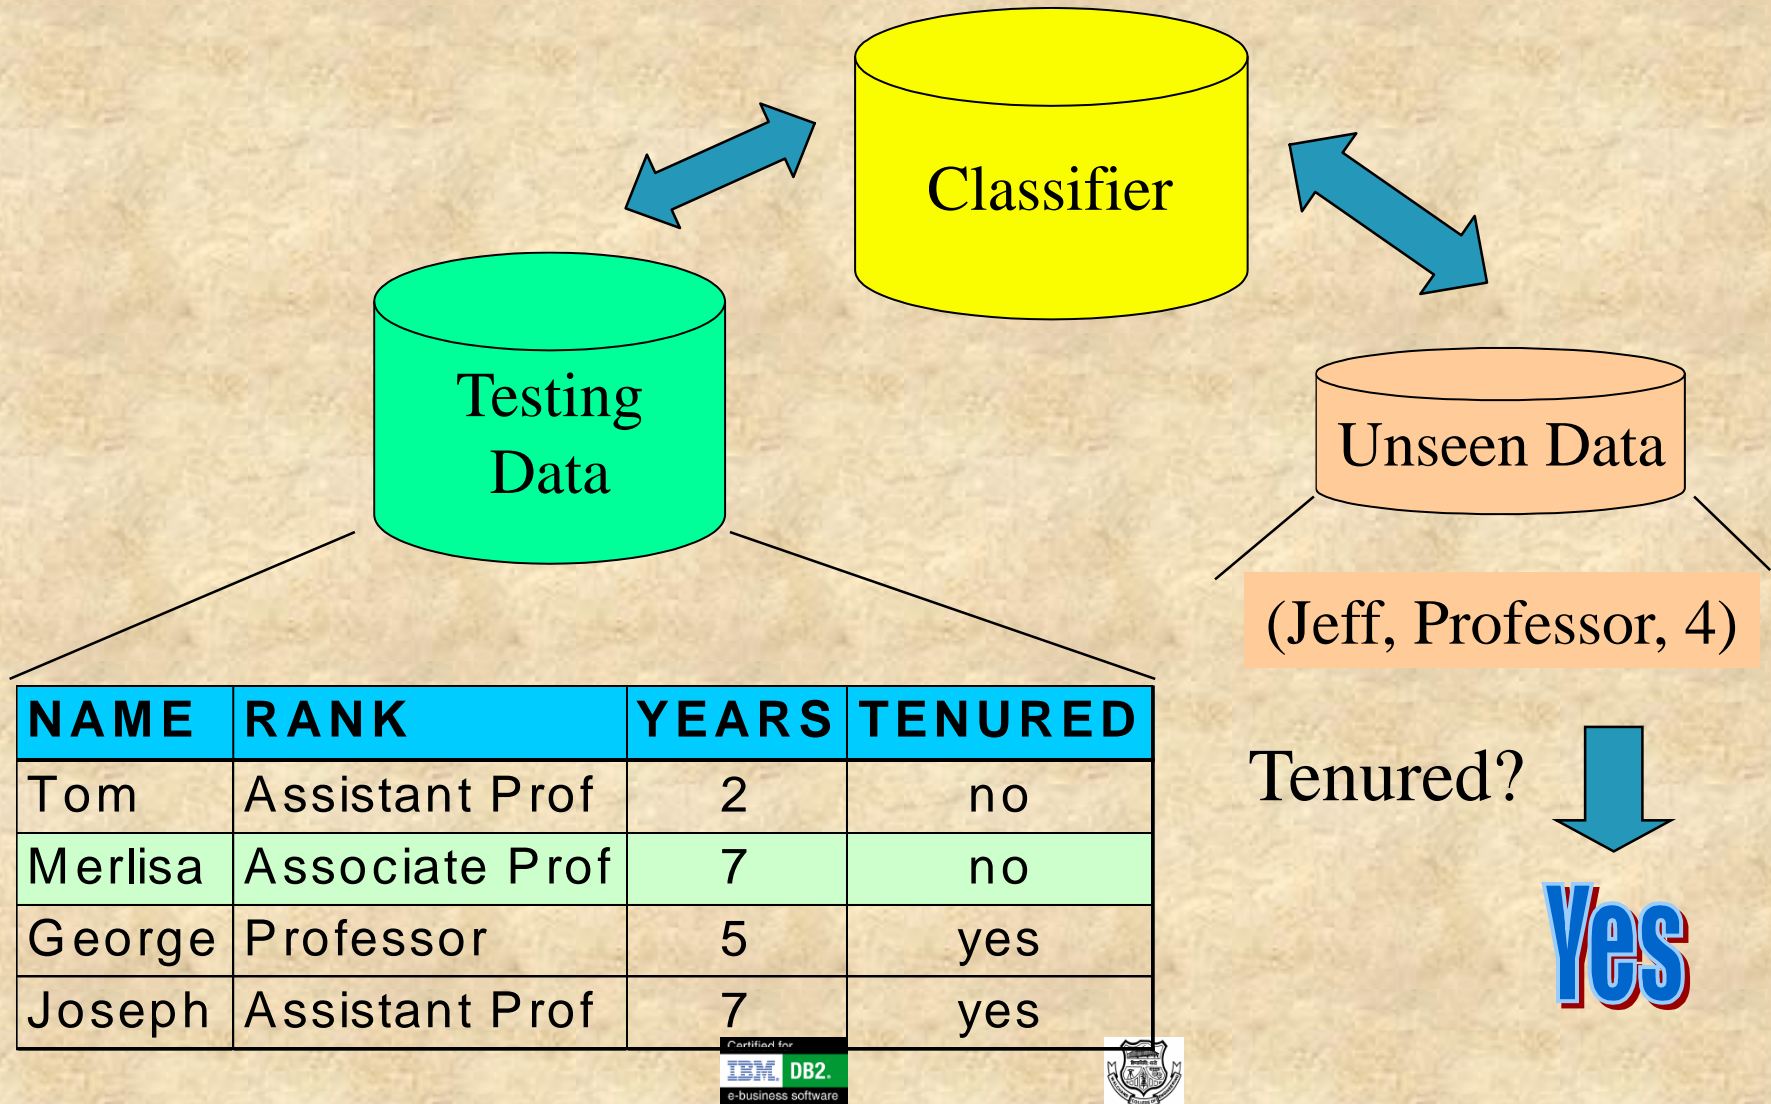 Classifier
Testing
Data
Unseen Data
(Jeff, Professor, 4)
NAME RANK YEARS TENURED
Tom Assistant Prof 2 no
Merlisa Associate Prof 7 no
George Professor 5 yes
Joseph Assistant Prof 7 yes
Tenured?
Yes
Certified for
IBM. DB2.
e-business software